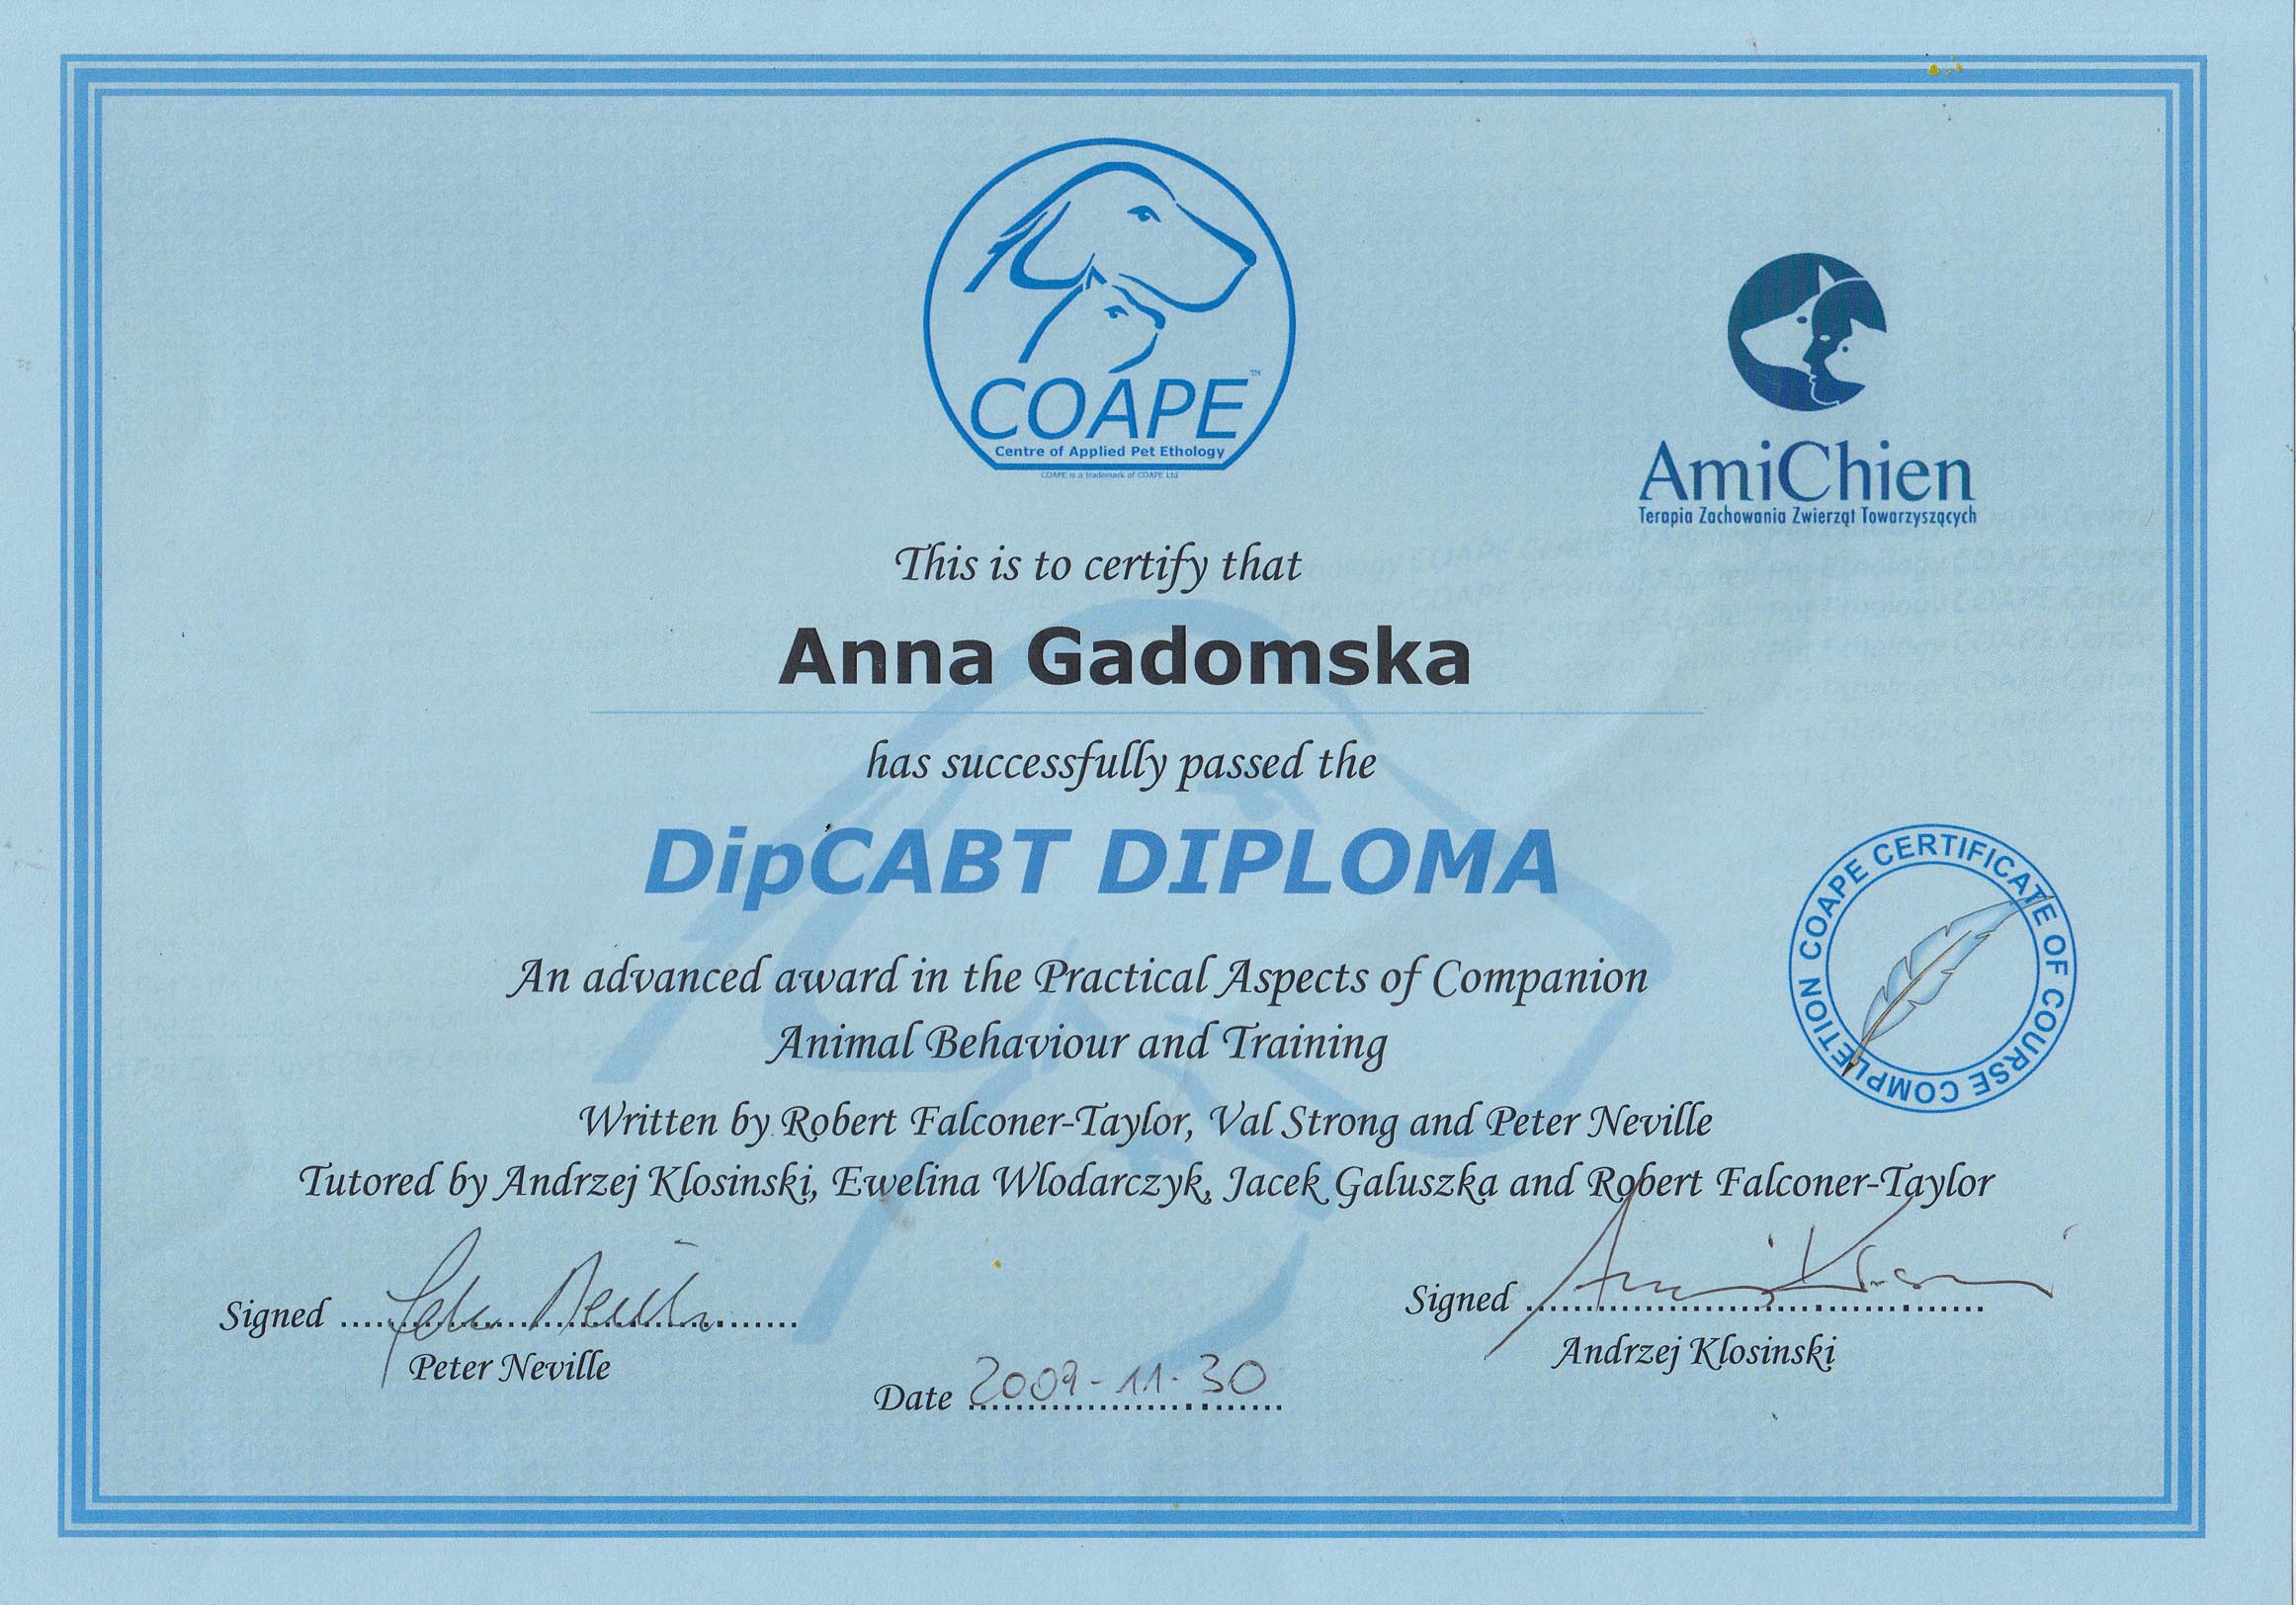 COAPE™
Centre of Applied Pet Ethology
COAPE is a trademark of COAPE Ltd
AmiChien
Terapia Zachowania Zwierząt Towarzyszących
This is to certify that
Anna Gadomska
has successfully passed the
DipCABT DIPLOMA
An advanced award in the Practical Aspects of Companion
Animal Behaviour and Training
COAPE CERTIFICATE OF COURSE COMPLETION
Written by Robert Falconer-Taylor, Val Strong and Peter Neville
Tutored by Andrzej Klosinski, Ewelina Wlodarczyk, Jacek Galuszka and Robert Falconer-Taylor
Signed Peter Neville
Peter Neville
Signed
Andrzej Klosinski
Date 2009-11-30